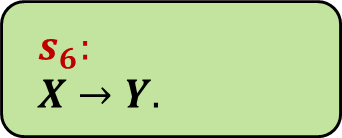 s₆:
X → Y.